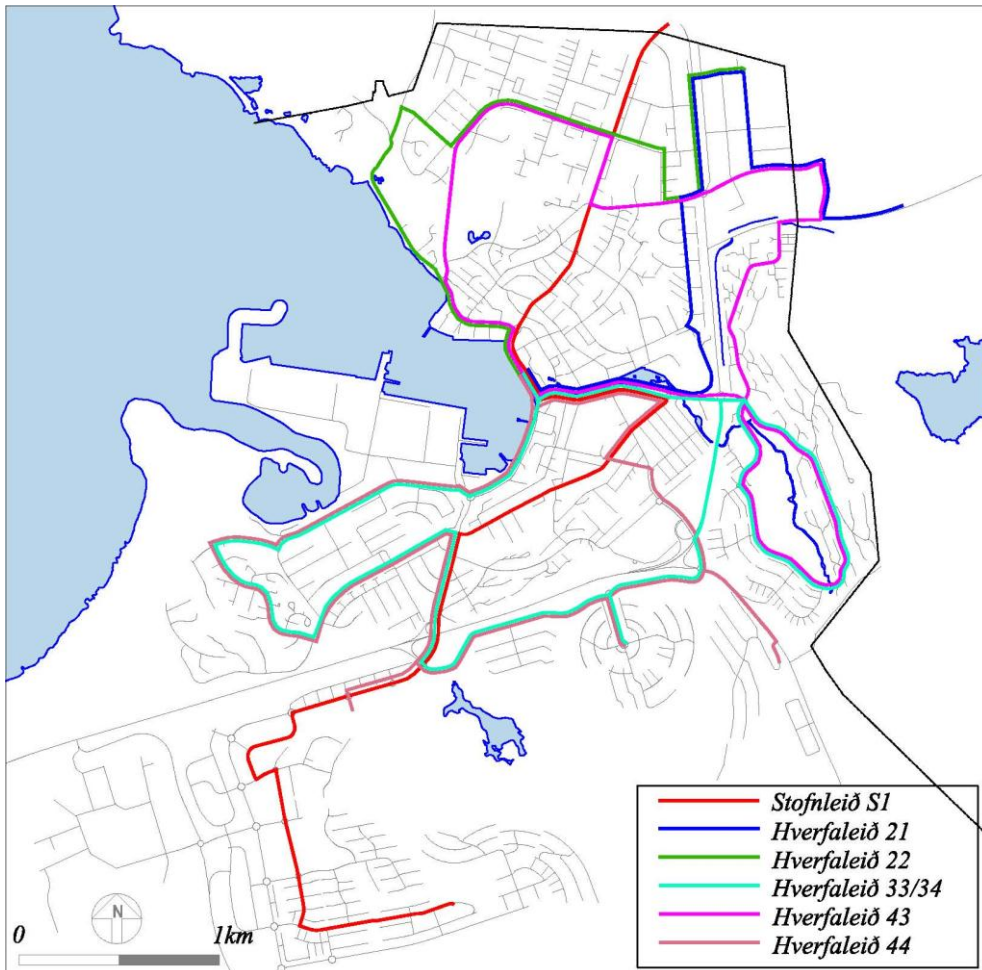 Stofnleið S1
Hverfaleið 21
Hverfaleið 22
Hverfaleið 33/34
Hverfaleið 43
Hverfaleið 44
N
0 1km